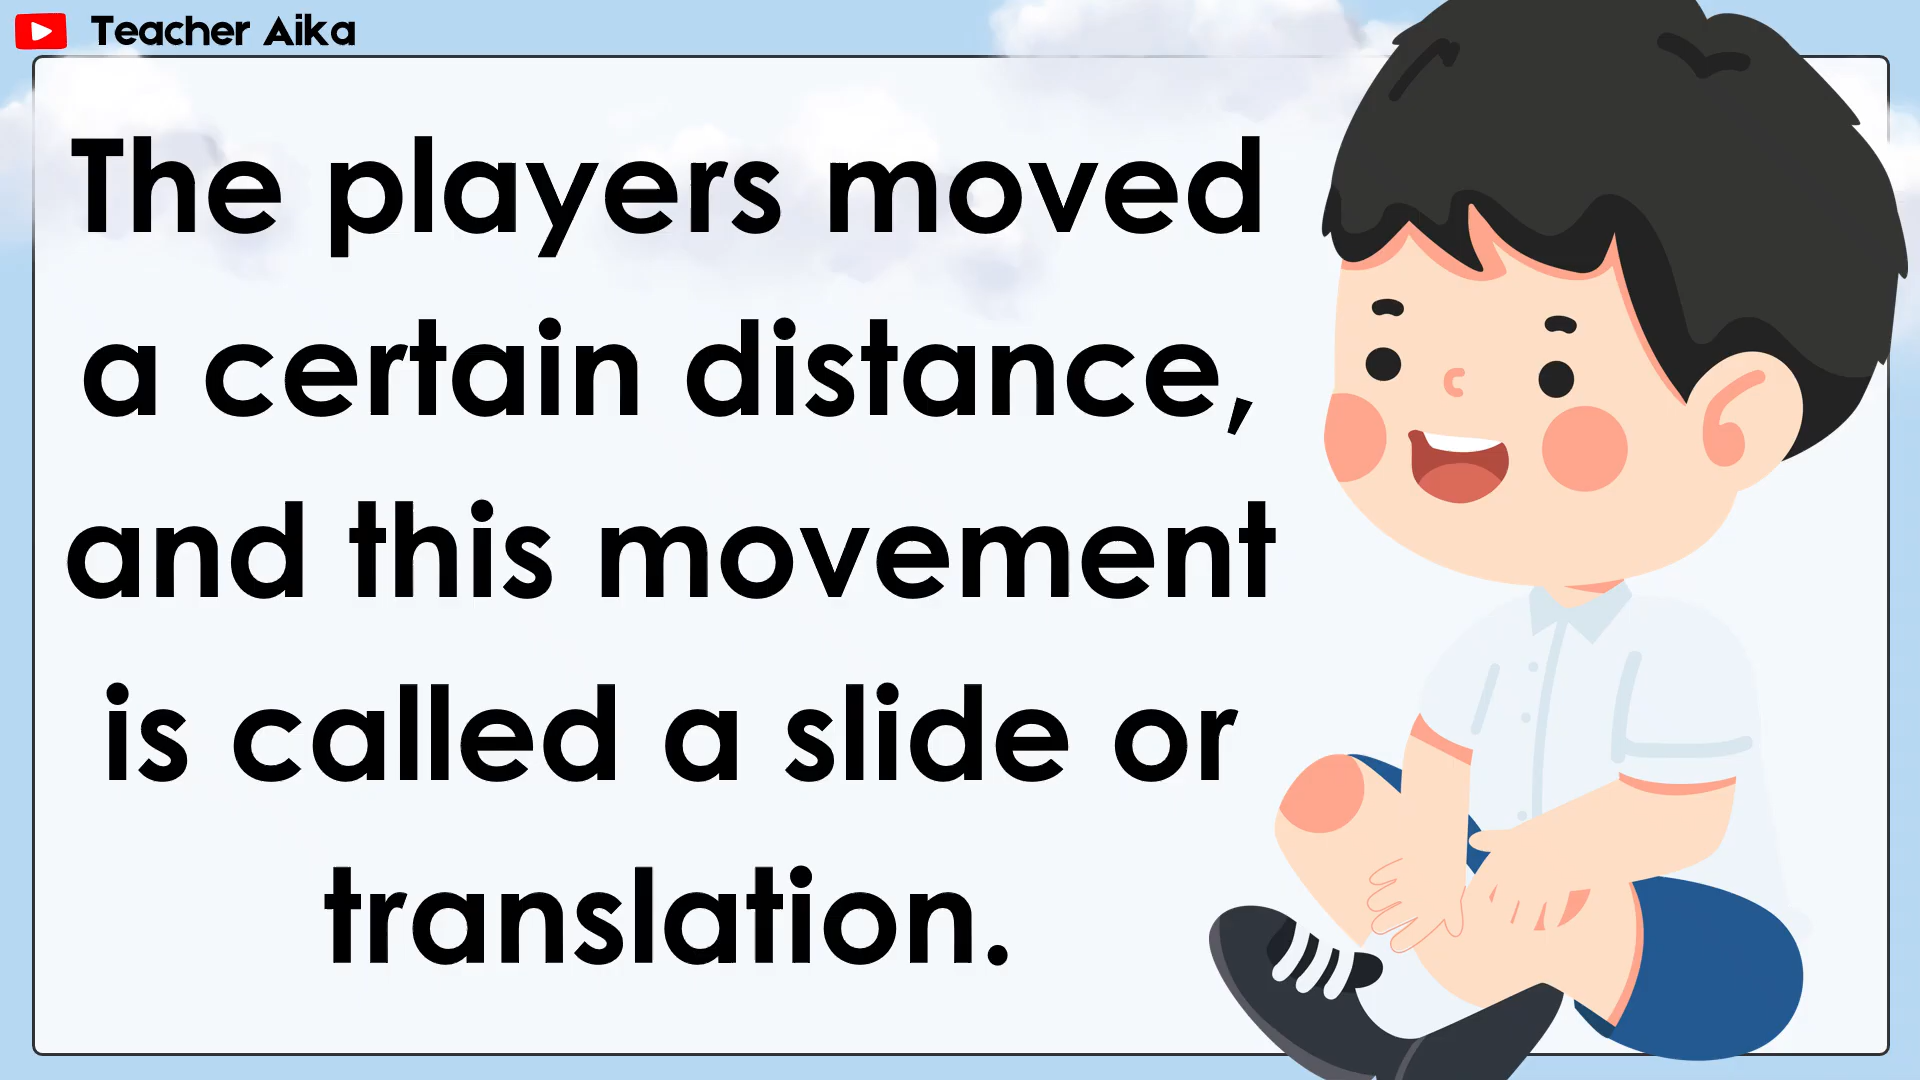 Teacher Aika
The players moved
a certain distance,
and this movement
is called a slide or
translation.